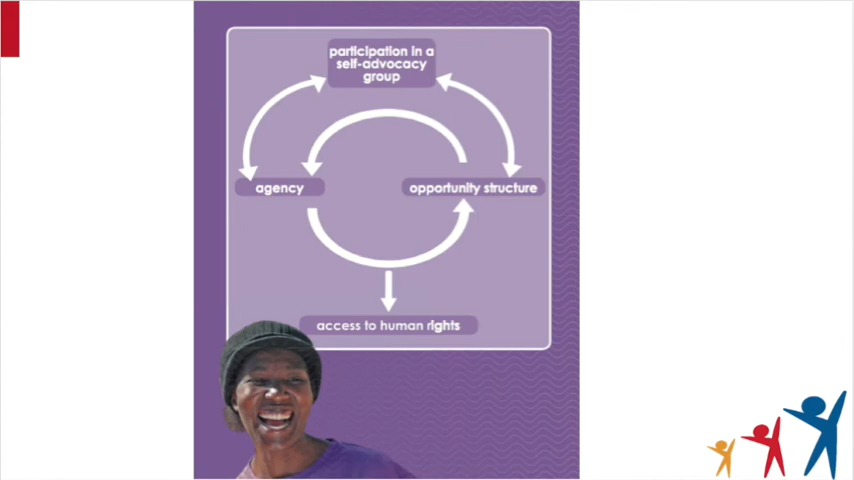 participation in a
self-advocacy
group
agency
opportunity structure
access to human rights